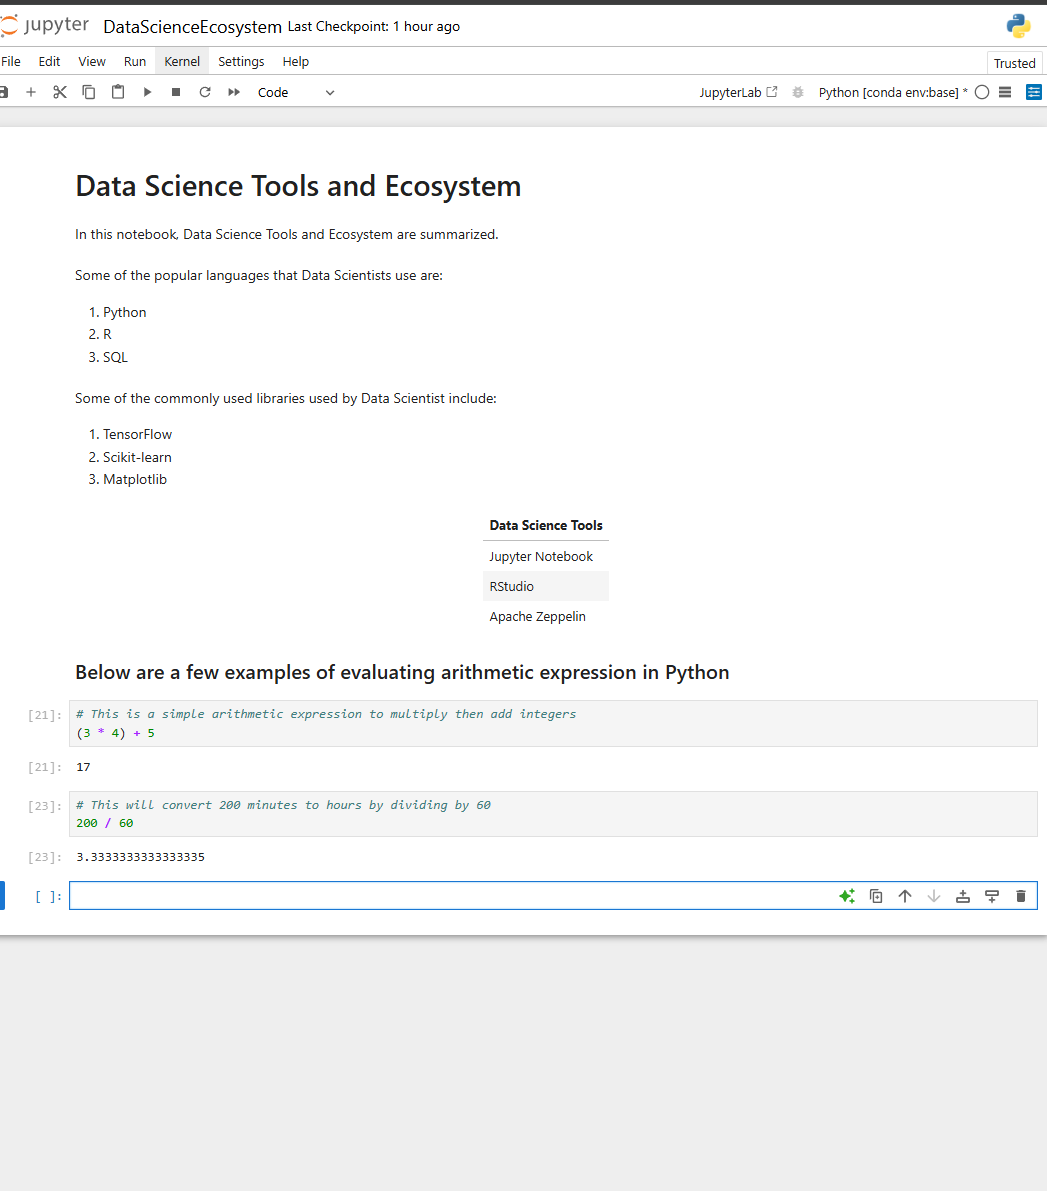 jupyter DataScienceEcosystem Last Checkpoint: 1 hour ago
File Edit View Run Kernel Settings Help
Trusted
Code JupyterLab Python [conda env:base] *
Data Science Tools and Ecosystem
In this notebook, Data Science Tools and Ecosystem are summarized.
Some of the popular languages that Data Scientists use are:
1. Python
2. R
3. SQL
Some of the commonly used libraries used by Data Scientist include:
1. TensorFlow
2. Scikit-learn
3. Matplotlib
Data Science Tools
Jupyter Notebook
RStudio
Apache Zeppelin
Below are a few examples of evaluating arithmetic expression in Python
[21]: # This is a simple arithmetic expression to multiply then add integers
(3 * 4) + 5
[21]: 17
[23]: # This will convert 200 minutes to hours by dividing by 60
200 / 60
[23]: 3.3333333333333335
[ ]: